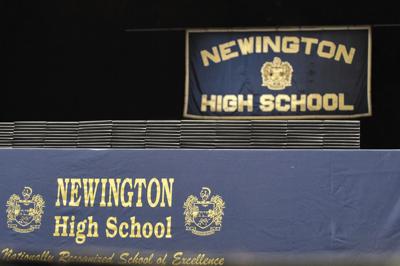 NEWINGTON
HIGH SCHOOL
NEWINGTON
High School
Nationally Recognized School of Excellence